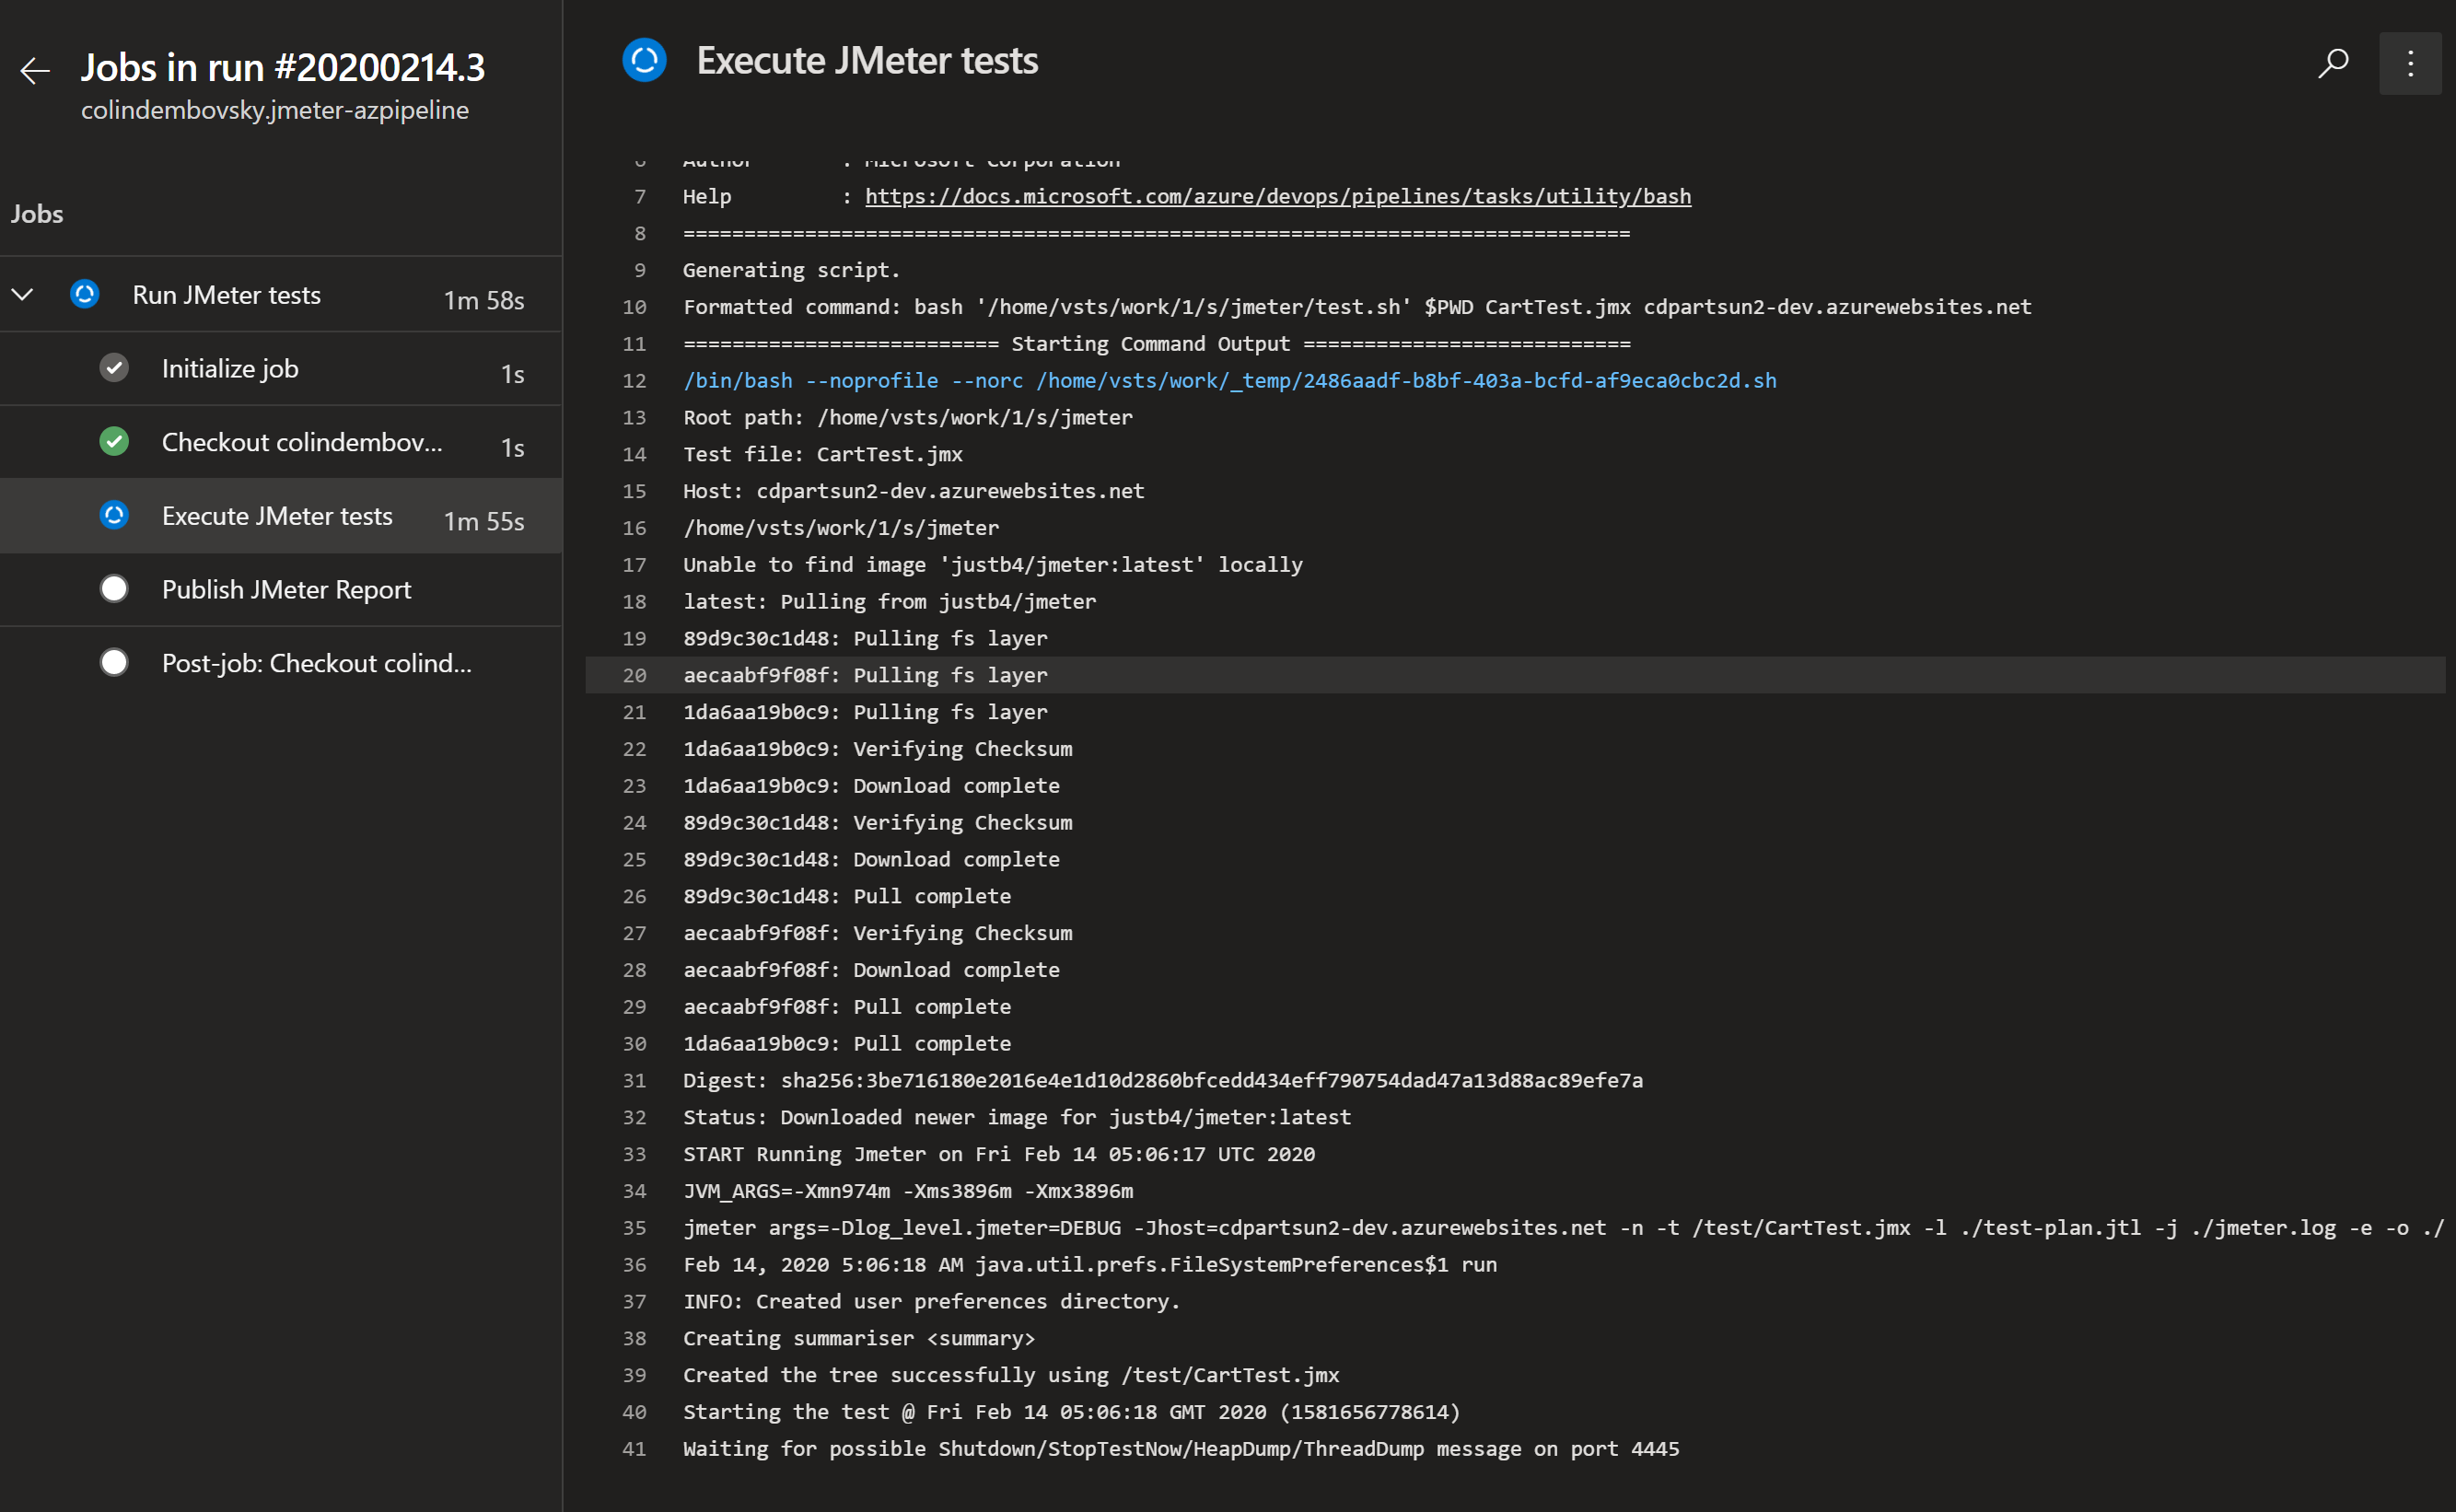 Jobs in run #20200214.3
colindembovsky.jmeter-azpipeline
Jobs
Run JMeter tests 1m 58s
Initialize job 1s
Checkout colindembov... 1s
Execute JMeter tests 1m 55s
Publish JMeter Report
Post-job: Checkout colind...
Execute JMeter tests
6 Author : Microsoft Corporation
7 Help : https://docs.microsoft.com/azure/devops/pipelines/tasks/utility/bash
8 ==============================================================================
9 Generating script.
10 Formatted command: bash '/home/vsts/work/1/s/jmeter/test.sh' $PWD CartTest.jmx cdpartsun2-dev.azurewebsites.net
11 ========================== Starting Command Output ===========================
12 /bin/bash --noprofile --norc /home/vsts/work/_temp/2486aadf-b8bf-403a-bcfd-af9eca0cbc2d.sh
13 Root path: /home/vsts/work/1/s/jmeter
14 Test file: CartTest.jmx
15 Host: cdpartsun2-dev.azurewebsites.net
16 /home/vsts/work/1/s/jmeter
17 Unable to find image 'justb4/jmeter:latest' locally
18 latest: Pulling from justb4/jmeter
19 89d9c30c1d48: Pulling fs layer
20 aecaabf9f08f: Pulling fs layer
21 1da6aa19b0c9: Pulling fs layer
22 1da6aa19b0c9: Verifying Checksum
23 1da6aa19b0c9: Download complete
24 89d9c30c1d48: Verifying Checksum
25 89d9c30c1d48: Download complete
26 89d9c30c1d48: Pull complete
27 aecaabf9f08f: Verifying Checksum
28 aecaabf9f08f: Download complete
29 aecaabf9f08f: Pull complete
30 1da6aa19b0c9: Pull complete
31 Digest: sha256:3be716180e2016e4e1d10d2860bfcedd434eff790754dad47a13d88ac89efe7a
32 Status: Downloaded newer image for justb4/jmeter:latest
33 START Running Jmeter on Fri Feb 14 05:06:17 UTC 2020
34 JVM_ARGS=-Xmn974m -Xms3896m -Xmx3896m
35 jmeter args=-Dlog_level.jmeter=DEBUG -Jhost=cdpartsun2-dev.azurewebsites.net -n -t /test/CartTest.jmx -l ./test-plan.jtl -j ./jmeter.log -e -o ./
36 Feb 14, 2020 5:06:18 AM java.util.prefs.FileSystemPreferences$1 run
37 INFO: Created user preferences directory.
38 Creating summariser <summary>
39 Created the tree successfully using /test/CartTest.jmx
40 Starting the test @ Fri Feb 14 05:06:18 GMT 2020 (1581656778614)
41 Waiting for possible Shutdown/StopTestNow/HeapDump/ThreadDump message on port 4445